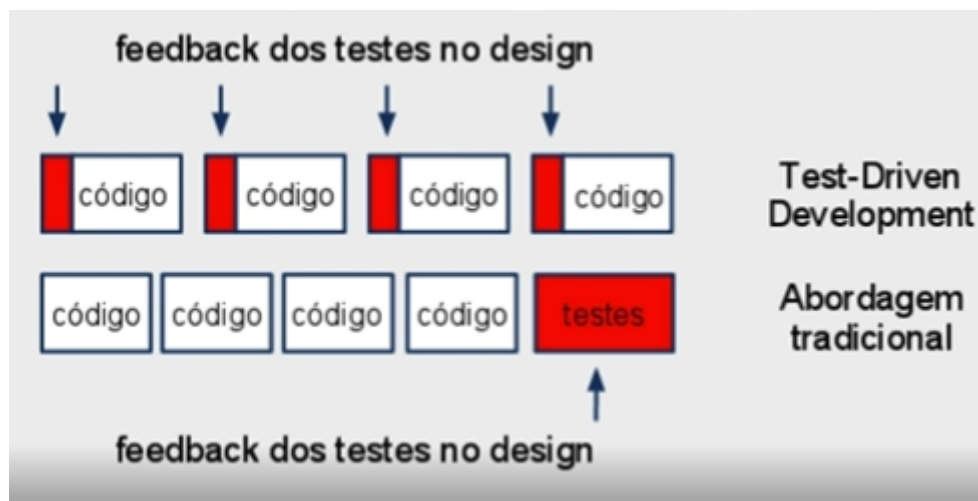 feedback dos testes no design
código código código código
Test-Driven
Development
código código código código testes
Abordagem
tradicional
feedback dos testes no design